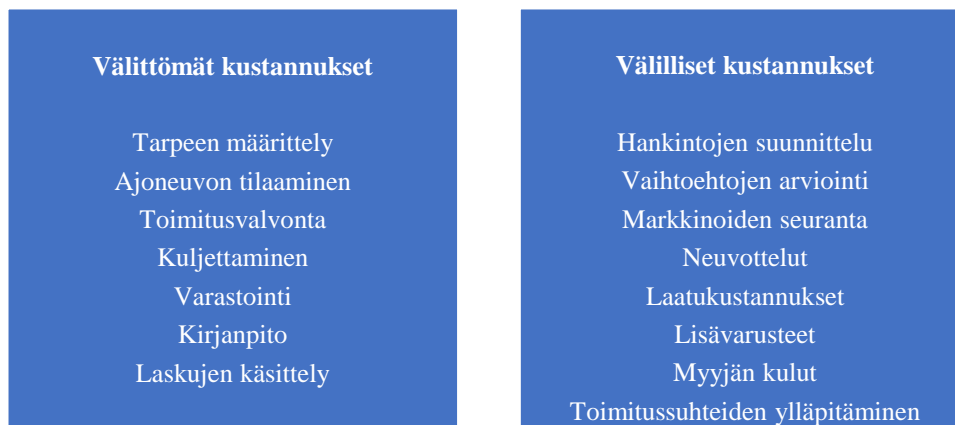 Välittömät kustannukset
Tarpeen määrittely
Ajoneuvon tilaaminen
Toimitusvalvonta
Kuljettaminen
Varastointi
Kirjanpito
Laskujen käsittely
Välilliset kustannukset
Hankintojen suunnittelu
Vaihtoehtojen arviointi
Markkinoiden seuranta
Neuvottelut
Laatukustannukset
Lisävarusteet
Myyjän kulut
Toimitussuhteiden ylläpitäminen